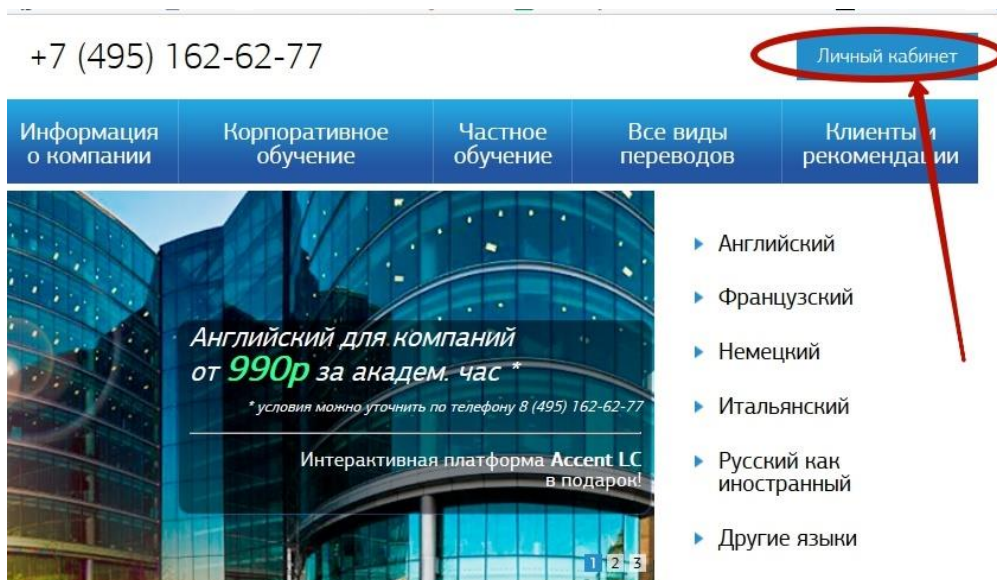 +7 (495) 162-62-77
Личный кабинет
Информация
о компании
Корпоративное
обучение
Частное
обучение
Все виды
переводов
Клиенты и
рекомендации
Английский для компаний
от 990р за академ. час *
* условия можно уточнить по телефону 8 (495) 162-62-77
Интерактивная платформа Accent LC
в подарок!
1 2 3
Английский
Французский
Немецкий
Итальянский
Русский как
иностранный
Другие языки